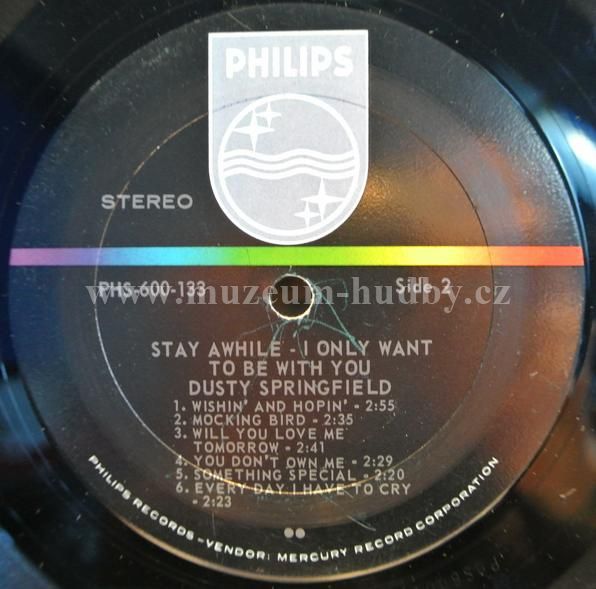 PHILIPS
STEREO
PHS-600-133
Side 2
www.muzeum-hudby.cz
STAY AWHILE - I ONLY WANT
TO BE WITH YOU
DUSTY SPRINGFIELD
1. WISHIN' AND HOPIN' - 2:55
2. MOCKING BIRD - 2:35
3. WILL YOU LOVE ME
TOMORROW - 2:41
4. YOU DON'T OWN ME - 2:29
5. SOMETHING SPECIAL - 2:20
6. EVERY DAY I HAVE TO CRY
- 2:23
PHILIPS RECORDS - VENDOR: MERCURY RECORD CORPORATION